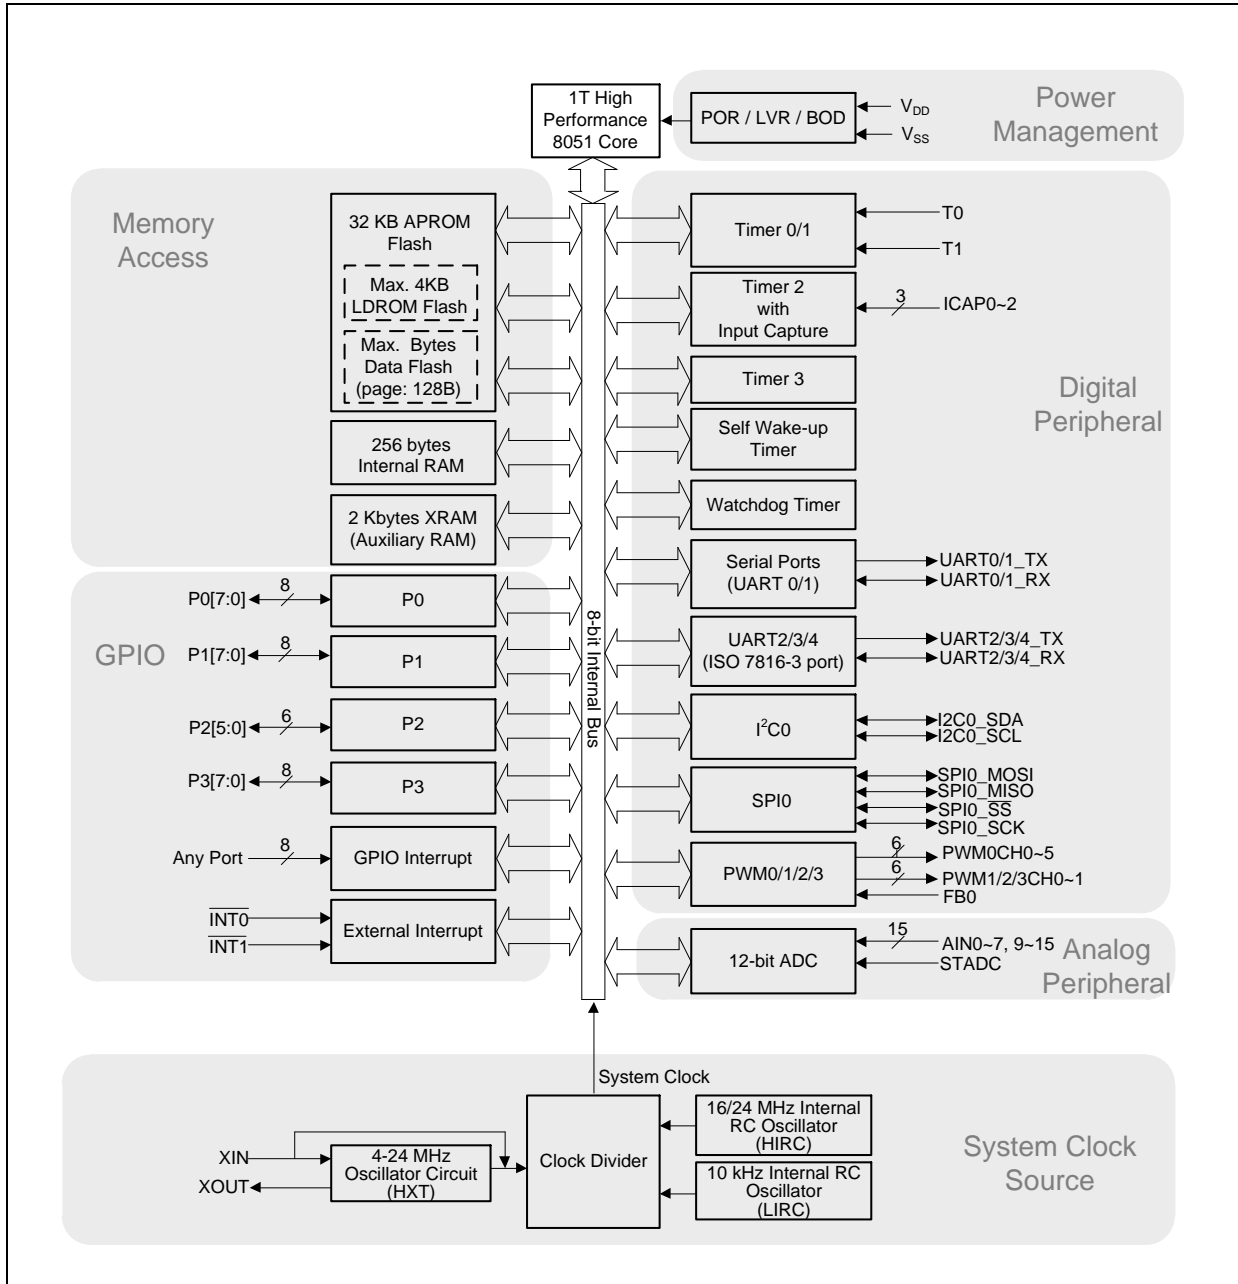 1T High
Performance
8051 Core
POR / LVR / BOD
VDD
VSS
Power
Management
Memory
Access
32 KB APROM
Flash
Max. 4KB
LDROM Flash
Max. Bytes
Data Flash
(page: 128B)
256 bytes
Internal RAM
2 Kbytes XRAM
(Auxiliary RAM)
GPIO
P0[7:0]
8
P0
P1[7:0]
8
P1
P2[5:0]
6
P2
P3[7:0]
8
P3
Any Port
8
GPIO Interrupt
INT0
INT1
External Interrupt
8-bit Internal Bus
Digital
Peripheral
Timer 0/1
T0
T1
Timer 2
with
Input Capture
3
ICAP0~2
Timer 3
Self Wake-up
Timer
Watchdog Timer
Serial Ports
(UART 0/1)
UART0/1_TX
UART0/1_RX
UART2/3/4
(ISO 7816-3 port)
UART2/3/4_TX
UART2/3/4_RX
I²C0
I2C0_SDA
I2C0_SCL
SPI0
SPI0_MOSI
SPI0_MISO
SPI0_SS
SPI0_SCK
PWM0/1/2/3
6
PWM0CH0~5
6
PWM1/2/3CH0~1
FB0
12-bit ADC
15
AIN0~7, 9~15
STADC
Analog
Peripheral
System Clock
XIN
XOUT
4-24 MHz
Oscillator Circuit
(HXT)
Clock Divider
16/24 MHz Internal
RC Oscillator
(HIRC)
10 kHz Internal RC
Oscillator
(LIRC)
System Clock
Source